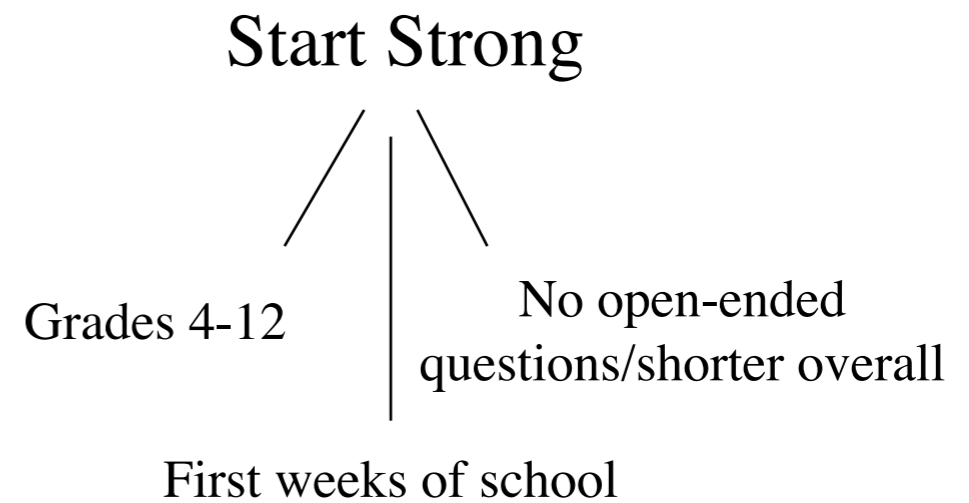 Start Strong
Grades 4-12
No open-ended
questions/shorter overall
First weeks of school